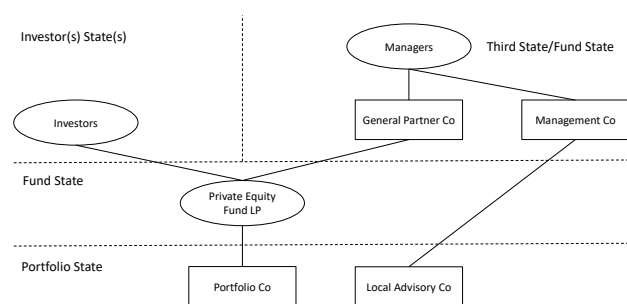 Investor(s) State(s)
Managers
Third State/Fund State
Investors
General Partner Co
Management Co
Fund State
Private Equity
Fund LP
Portfolio State
Portfolio Co
Local Advisory Co